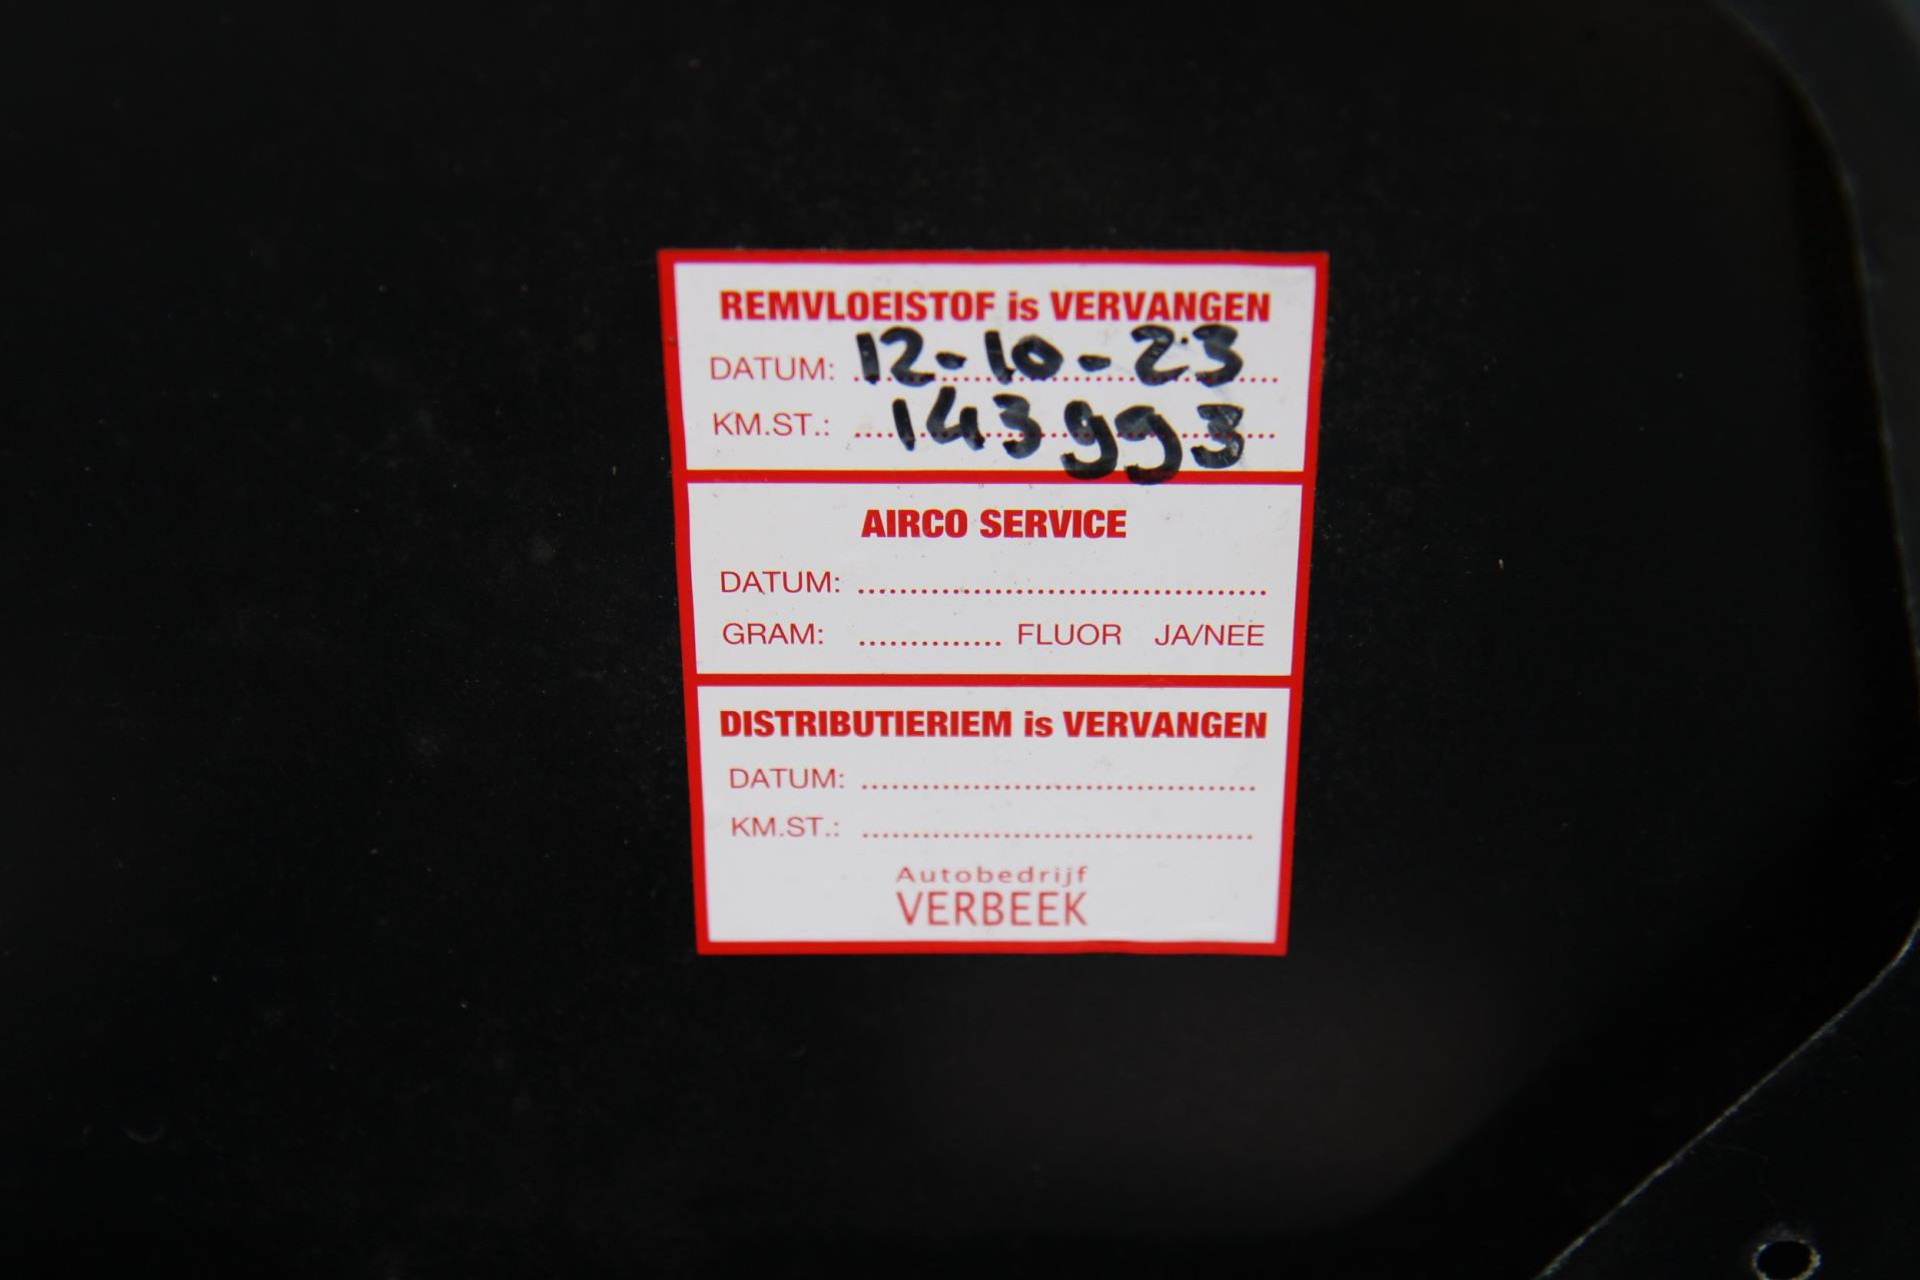 REMVLOEISTOF is VERVANGEN
DATUM: 12-10-23
KM.ST.: 143993
AIRCO SERVICE
DATUM: ....................................
GRAM: ............. FLUOR JA/NEE
DISTRIBUTIERIEM is VERVANGEN
DATUM: ....................................
KM.ST.: ....................................
Autobedrijf
VERBEEK